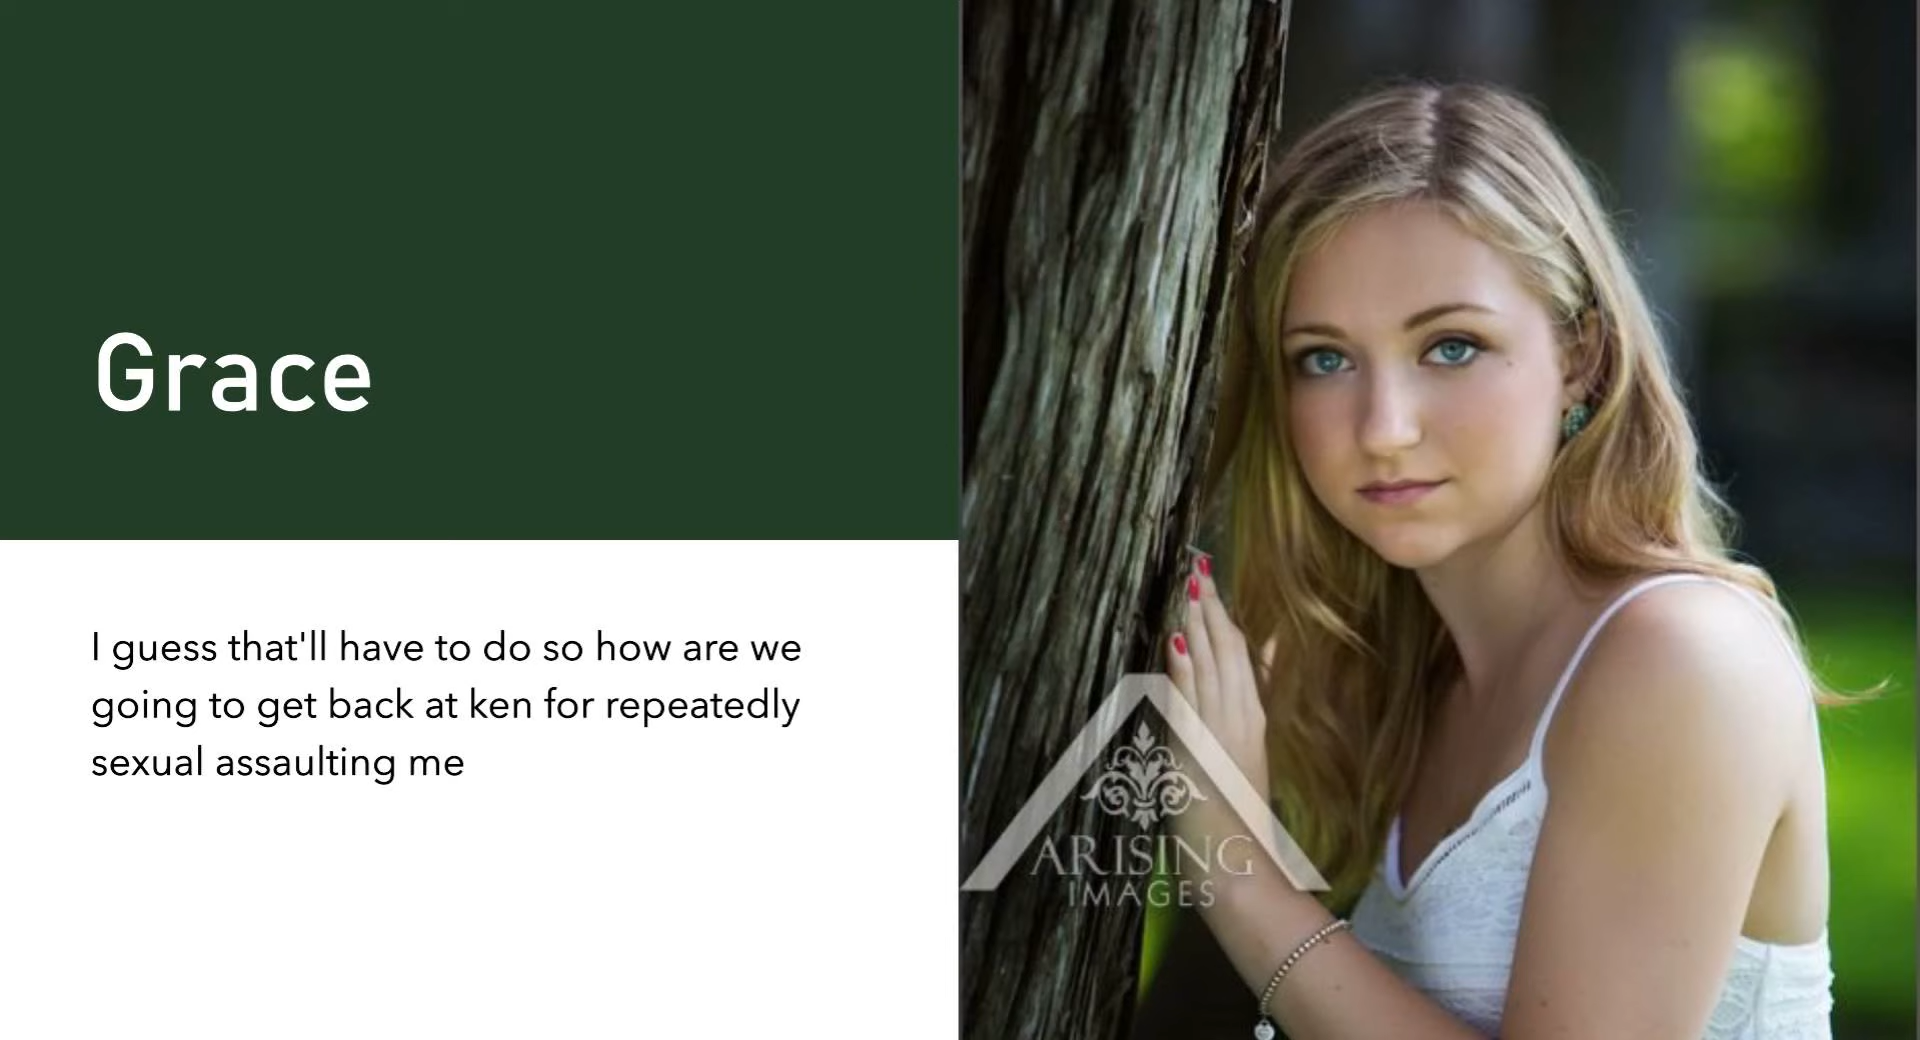 Grace
I guess that'll have to do so how are we
going to get back at ken for repeatedly
sexual assaulting me
ARISING
IMAGES